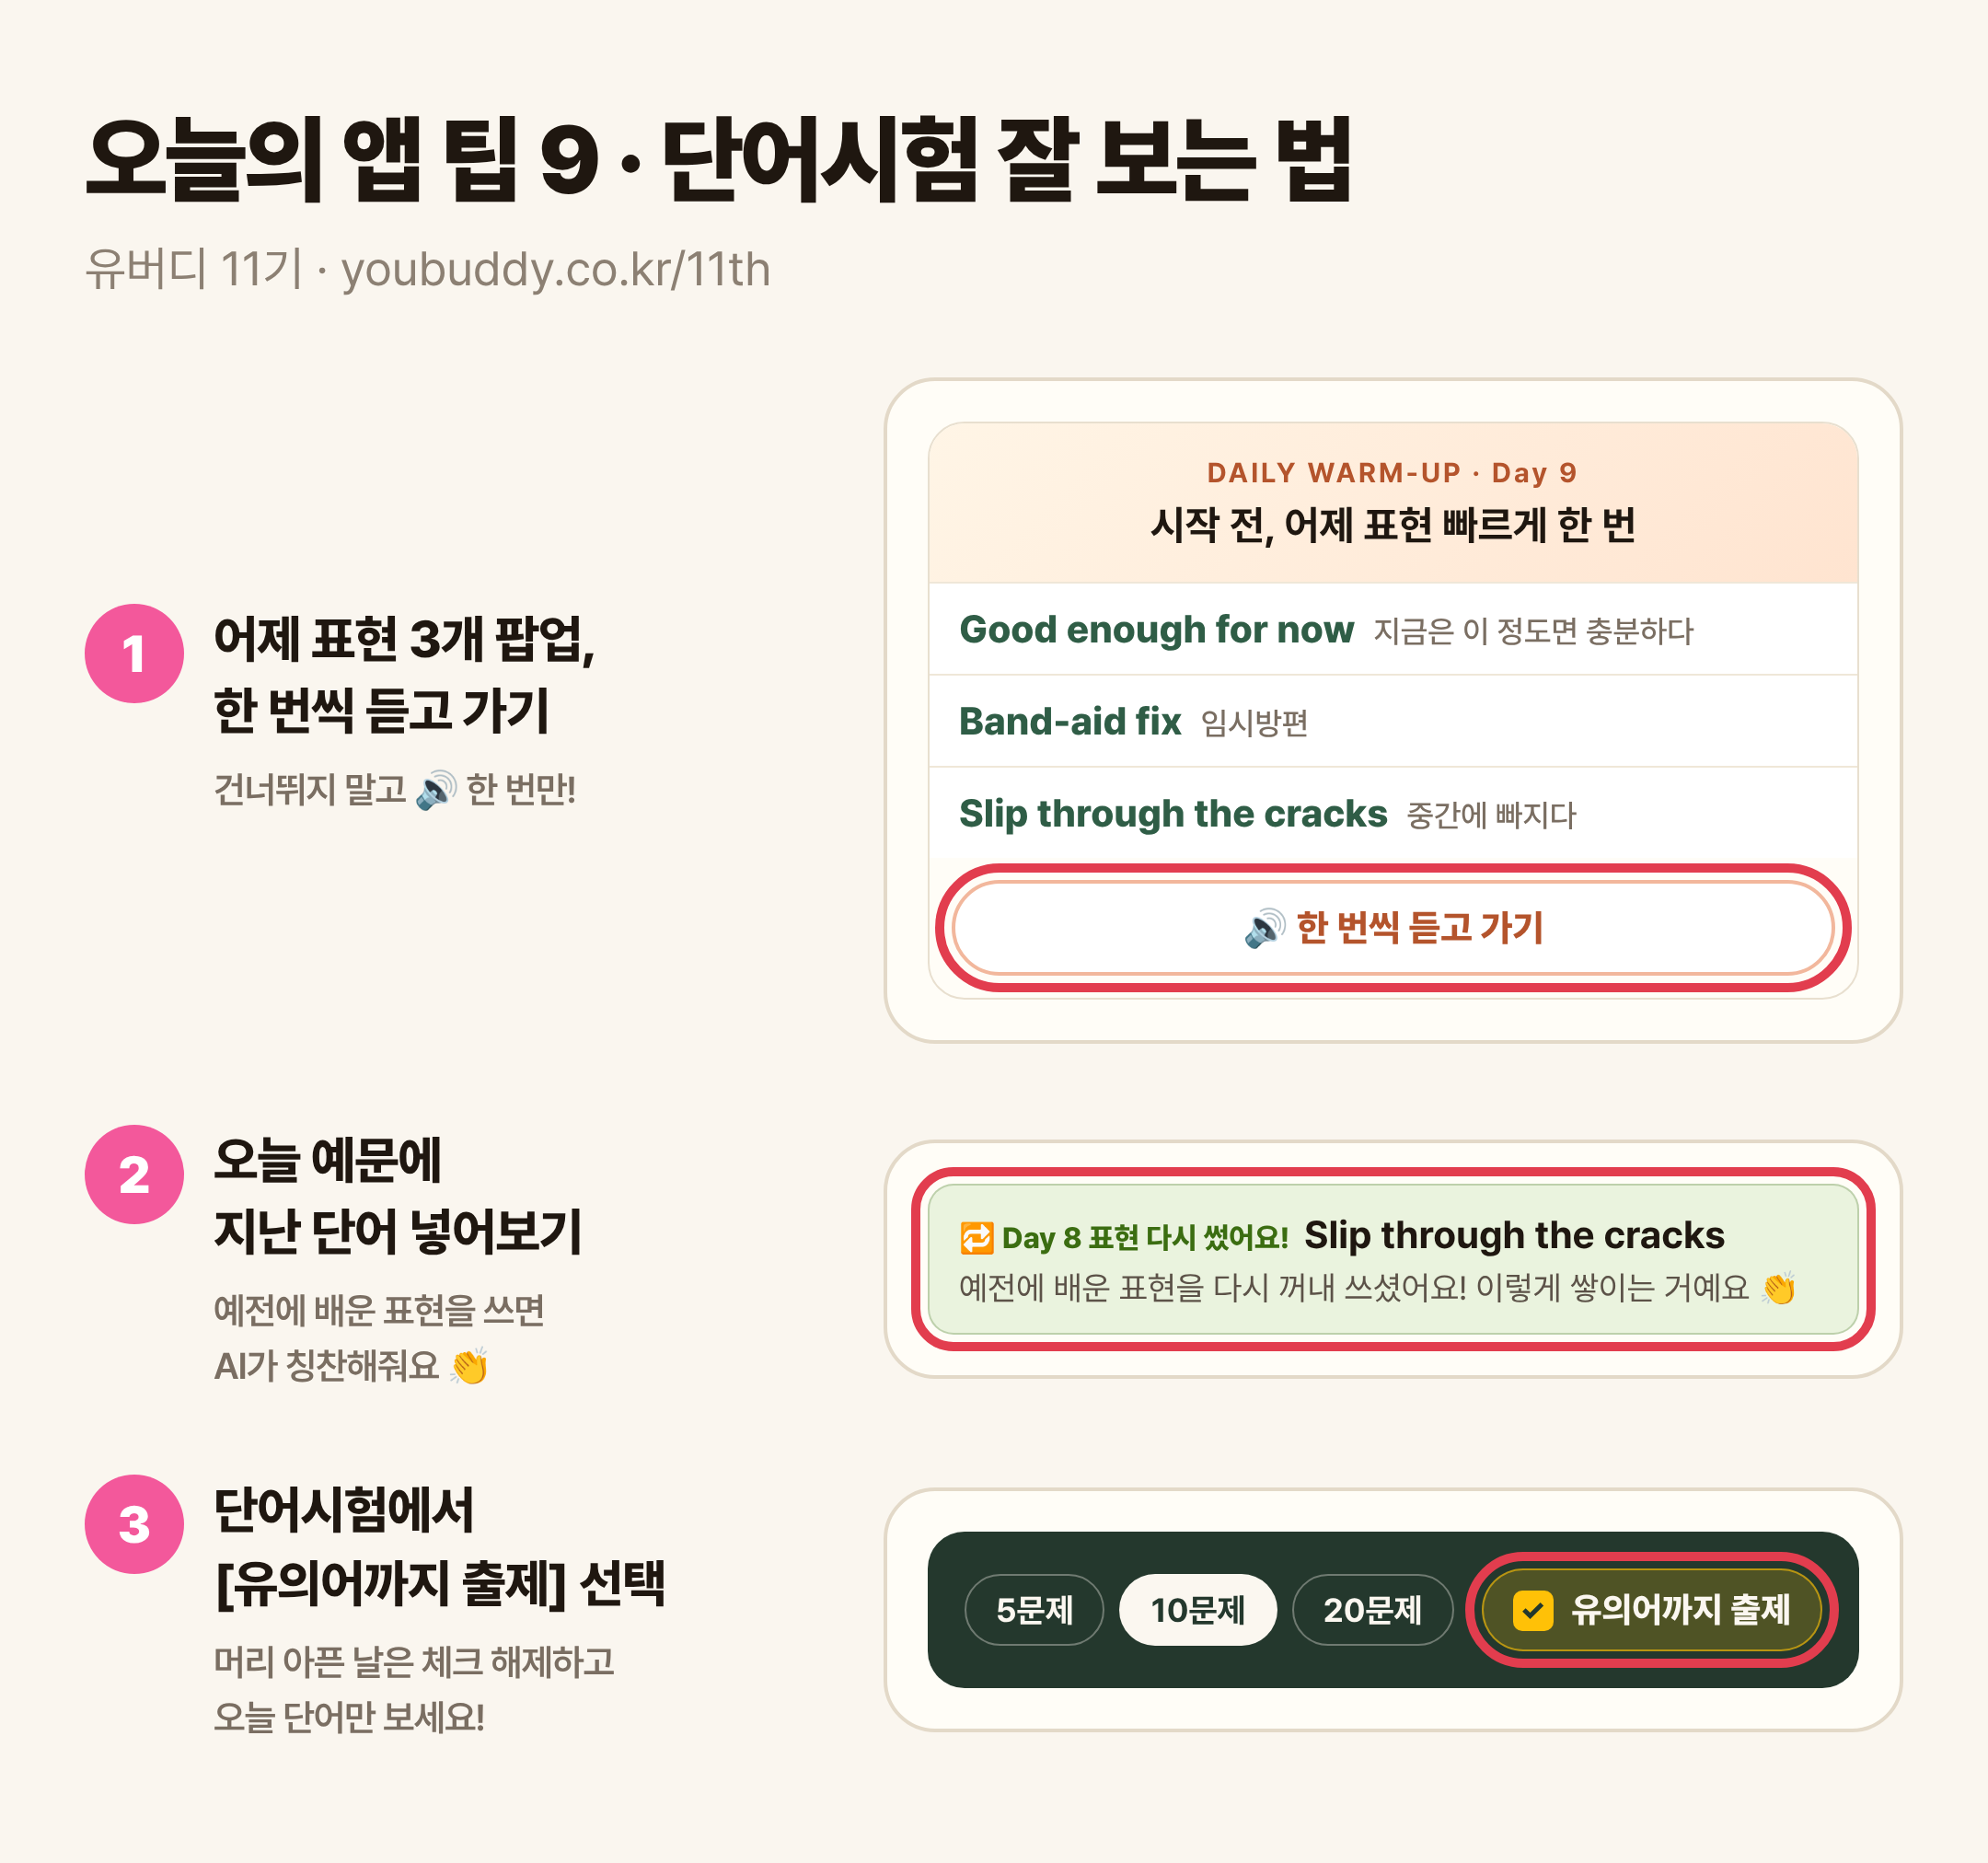 오늘의 앱 팁 9 · 단어시험 잘 보는 법
유버디 11기 · youbuddy.co.kr/11th
1
어제 표현 3개 팝업,
한 번씩 듣고 가기
건너뛰지 말고 🔊 한 번만!
DAILY WARM-UP · Day 9
시작 전, 어제 표현 빠르게 한 번
Good enough for now 지금은 이 정도면 충분하다
Band-aid fix 임시방편
Slip through the cracks 중간에 빠지다
🔊 한 번씩 듣고 가기
2
오늘 예문에
지난 단어 넣어보기
예전에 배운 표현을 쓰면
AI가 칭찬해줘요 👏
🔁 Day 8 표현 다시 썼어요! Slip through the cracks
예전에 배운 표현을 다시 꺼내 쓰셨어요! 이렇게 쌓이는 거예요 👏
3
단어시험에서
[유의어까지 출제] 선택
머리 아픈 날은 체크 해제하고
오늘 단어만 보세요!
5문제 10문제 20문제 유의어까지 출제